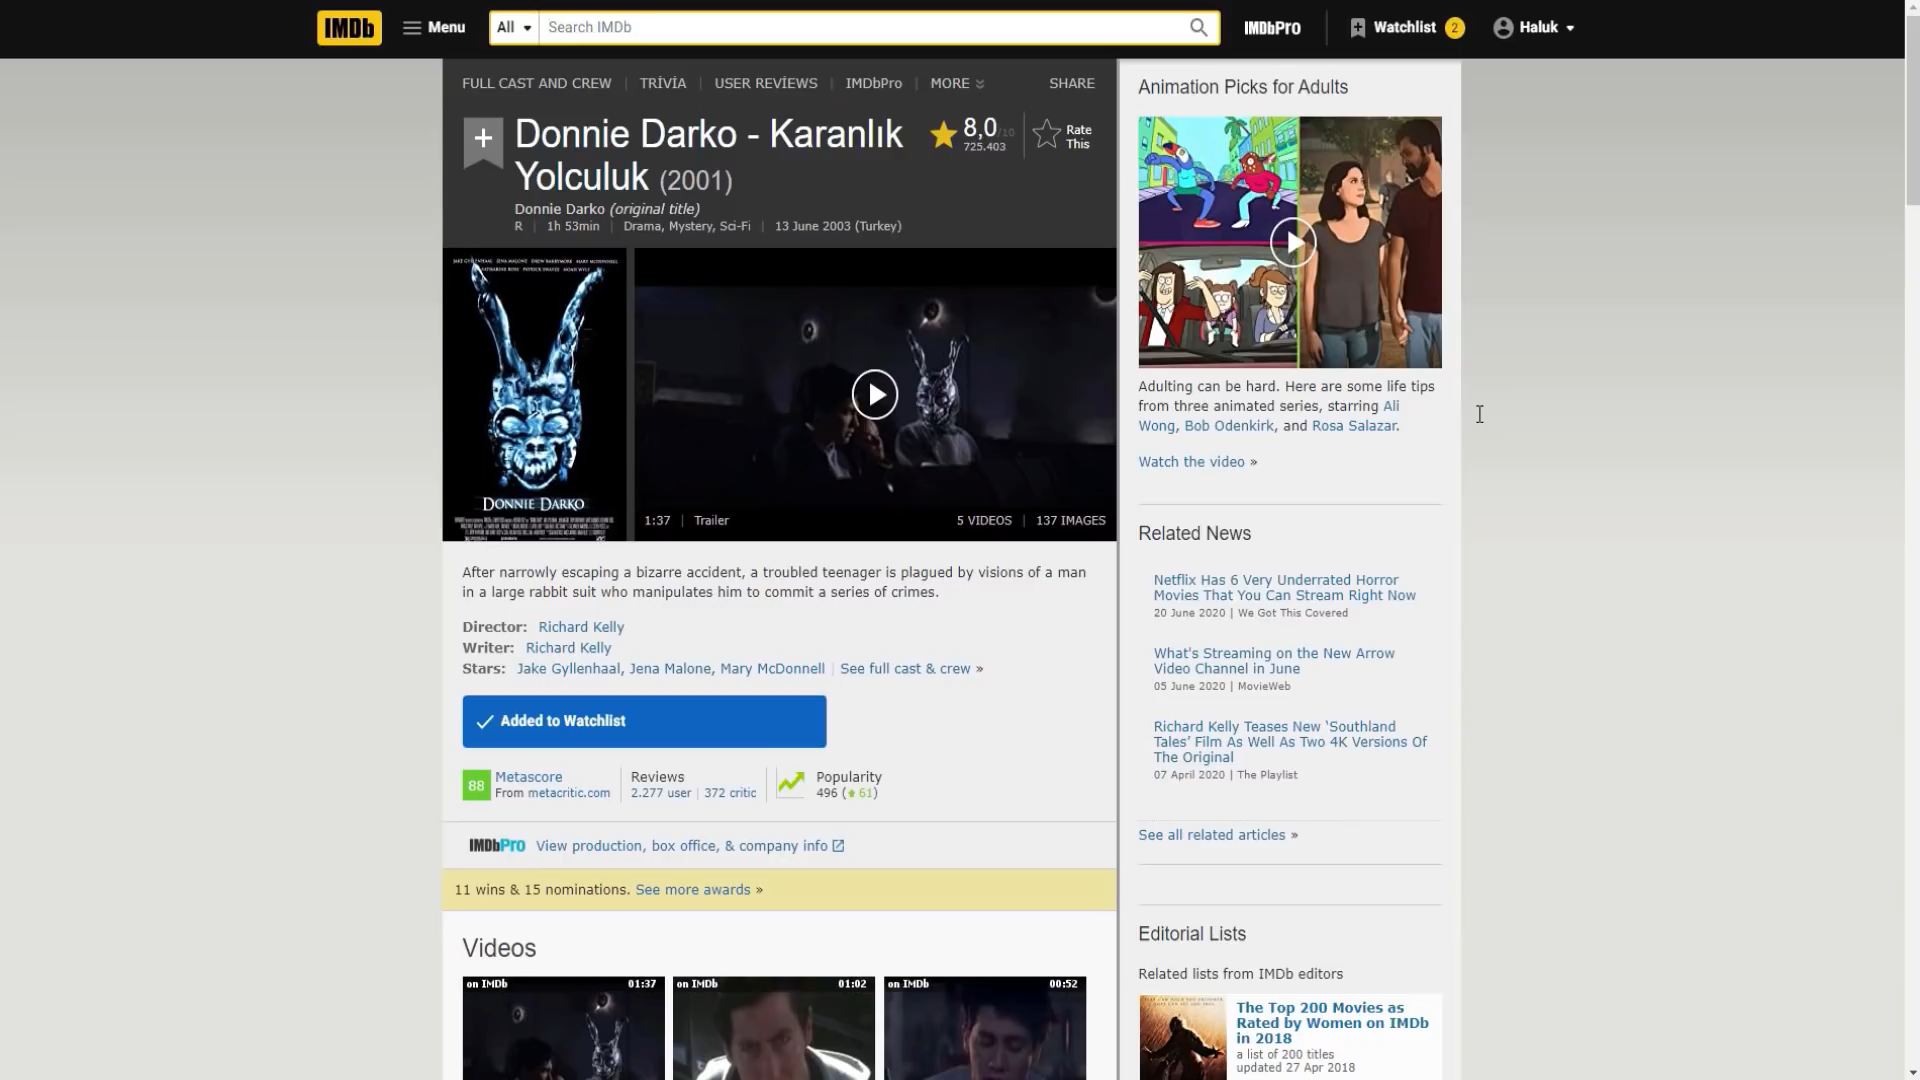 IMDb
Menu
All
Search IMDb
IMDbPro
Watchlist 2
Haluk
FULL CAST AND CREW | TRİVİA | USER REVİEWS | IMDbPro | MORE
SHARE
Donnie Darko - Karanlık
Yolculuk (2001)
8,0/10
725.403
Rate
This
Donnie Darko (original title)
R | 1h 53min | Drama, Mystery, Sci-Fi | 13 June 2003 (Turkey)
DONNIE DARKO
1:37 | Trailer
5 VIDEOS | 137 IMAGES
After narrowly escaping a bizarre accident, a troubled teenager is plagued by visions of a man
in a large rabbit suit who manipulates him to commit a series of crimes.
Director: Richard Kelly
Writer: Richard Kelly
Stars: Jake Gyllenhaal, Jena Malone, Mary McDonnell | See full cast & crew »
Added to Watchlist
88
Metascore
From metacritic.com
Reviews
2.277 user | 372 critic
Popularity
496 (61)
IMDbPro View production, box office, & company info
11 wins & 15 nominations. See more awards »
Videos
on IMDb 01:37
on IMDb 01:02
on IMDb 00:52
Animation Picks for Adults
Adulting can be hard. Here are some life tips
from three animated series, starring Ali
Wong, Bob Odenkirk, and Rosa Salazar.
Watch the video »
Related News
Netflix Has 6 Very Underrated Horror
Movies That You Can Stream Right Now
20 June 2020 | We Got This Covered
What's Streaming on the New Arrow
Video Channel in June
05 June 2020 | MovieWeb
Richard Kelly Teases New ‘Southland
Tales’ Film As Well As Two 4K Versions Of
The Original
07 April 2020 | The Playlist
See all related articles »
Editorial Lists
Related lists from IMDb editors
The Top 200 Movies as
Rated by Women on IMDb
in 2018
a list of 200 titles
updated 27 Apr 2018